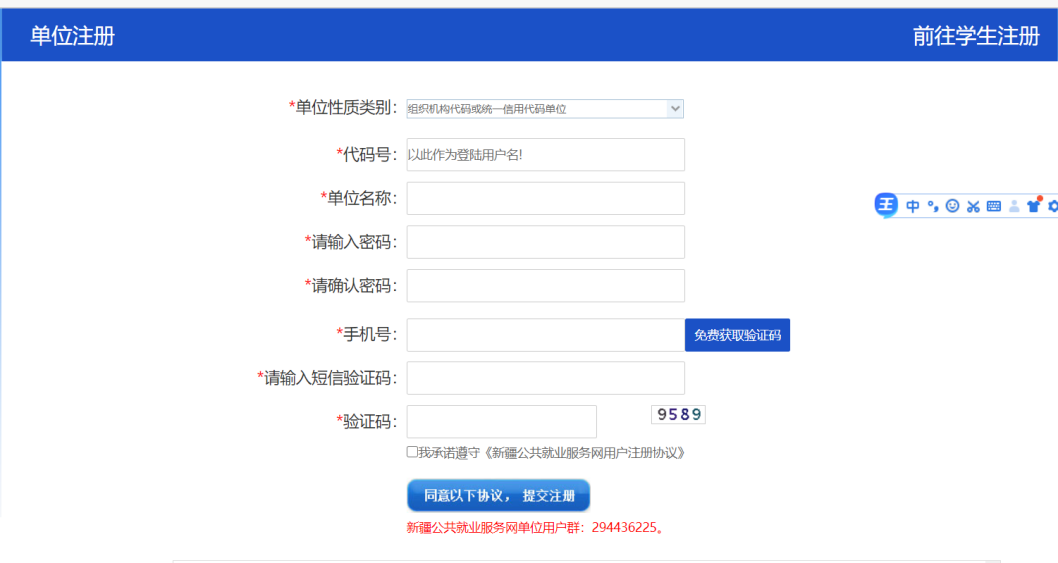 单位注册 前往学生注册
*单位性质类别: 组织机构代码或统一信用代码单位
*代码号: 以此作为登陆用户名!
*单位名称:
*请输入密码:
*请确认密码:
*手机号: 免费获取验证码
*请输入短信验证码:
*验证码: 9589
我承诺遵守《新疆公共就业服务网用户注册协议》
同意以下协议，提交注册
新疆公共就业服务网单位用户群：294436225。
王 中